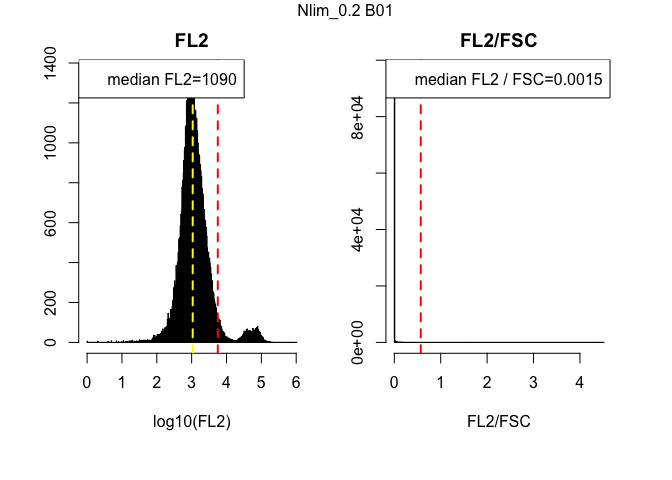 Nlim_0.2 B01
FL2
median FL2=1090
0
200
600
1000
1400
0 1 2 3 4 5 6
log10(FL2)
FL2/FSC
median FL2 / FSC=0.0015
0e+00
4e+04
8e+04
0 1 2 3 4
FL2/FSC